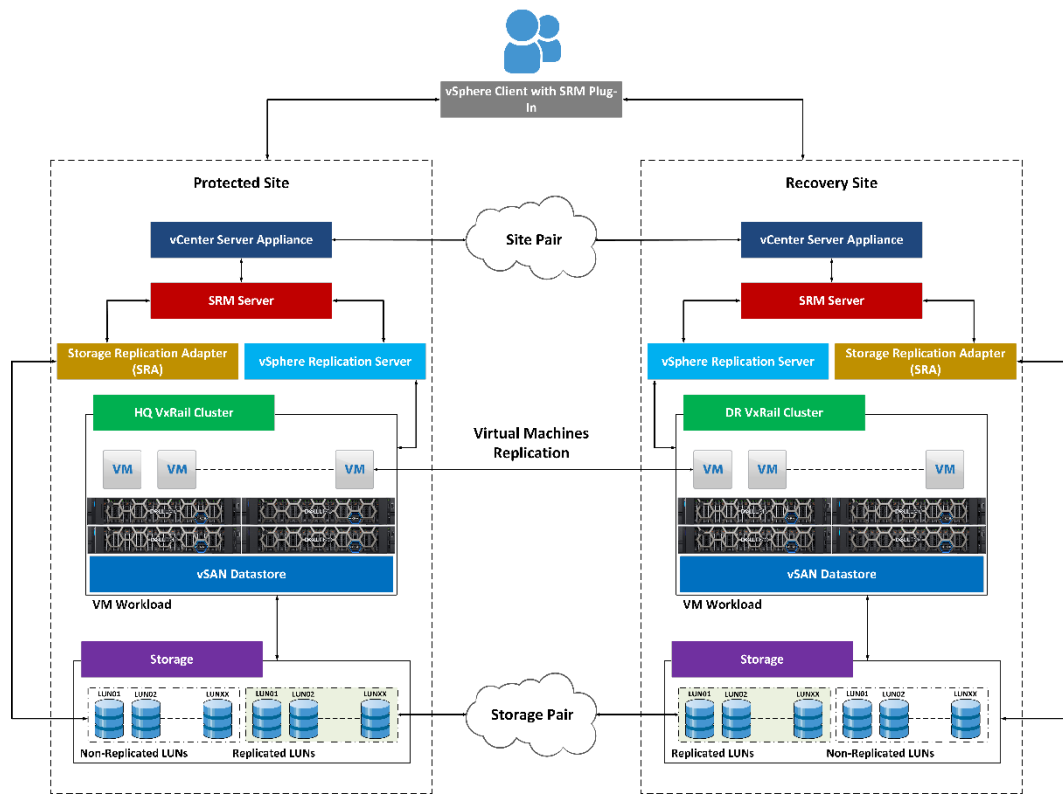 vSphere Client with SRM Plug-
In
Protected Site
Recovery Site
vCenter Server Appliance
Site Pair
vCenter Server Appliance
SRM Server
SRM Server
Storage Replication Adapter
(SRA)
vSphere Replication Server
vSphere Replication Server
Storage Replication Adapter
(SRA)
HQ VxRail Cluster
DR VxRail Cluster
Virtual Machines
Replication
VM
VM
VM
VM
VM
VM
vSAN Datastore
vSAN Datastore
VM Workload
VM Workload
Storage
Storage
LUN01
LUN02
LUNXX
LUN01
LUN02
LUNXX
LUN01
LUN02
LUNXX
LUN01
LUN02
LUNXX
Storage Pair
Non-Replicated LUNs
Replicated LUNs
Replicated LUNs
Non-Replicated LUNs